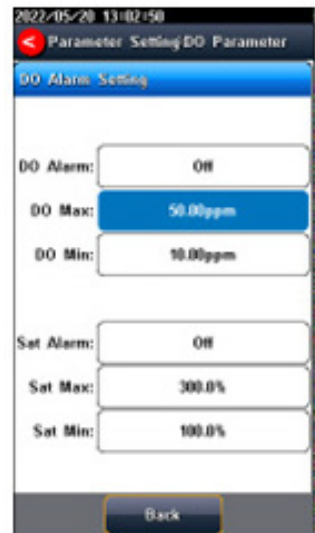 2022/05/20 13:02:50
< Parameter Setting\DO Parameter
DO Alarm Setting
DO Alarm: Off
DO Max: 50.00ppm
DO Min: 10.00ppm
Sat Alarm: Off
Sat Max: 300.0%
Sat Min: 100.0%
Back